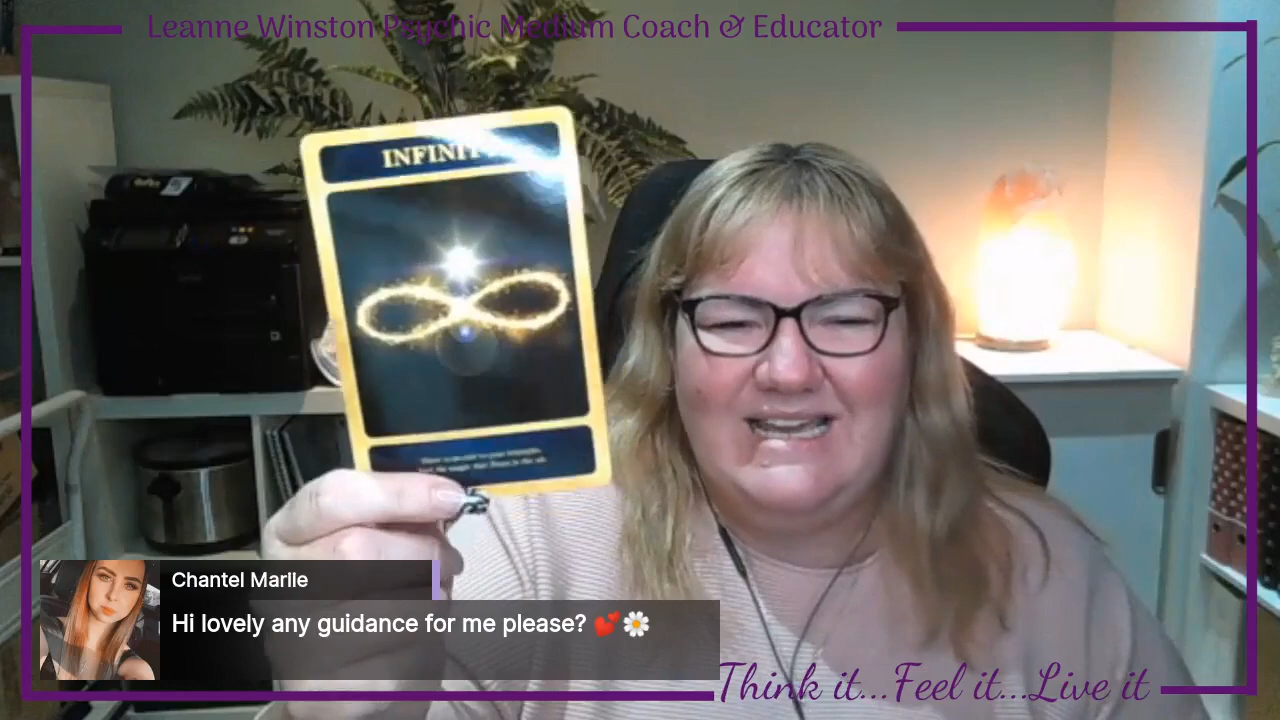 Leanne Winston Psychic Medium Coach & Educator
INFINITY
Chantel Marlie
Hi lovely any guidance for me please? 💕🌼
Think it...Feel it...Live it